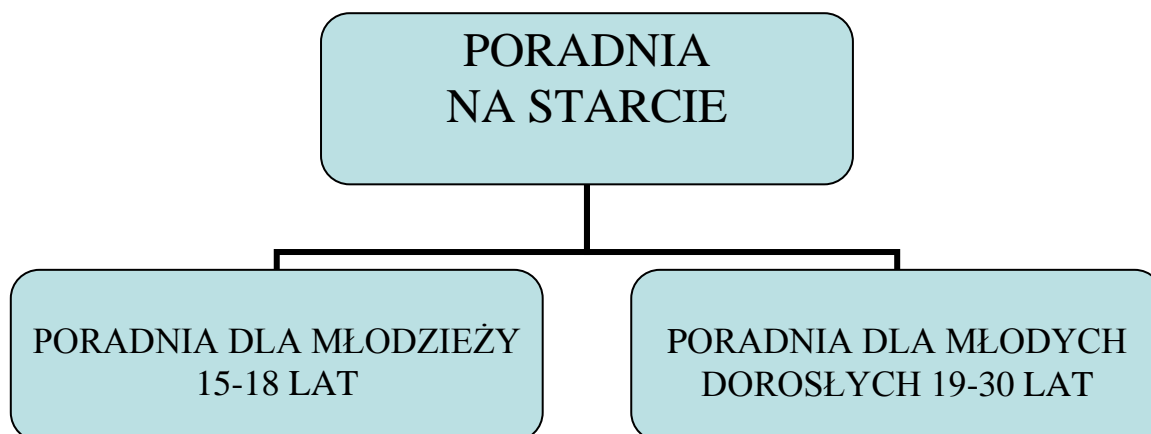 PORADNIA
NA STARCIE
PORADNIA DLA MŁODZIEŻY
15-18 LAT
PORADNIA DLA MŁODYCH
DOROSŁYCH 19-30 LAT